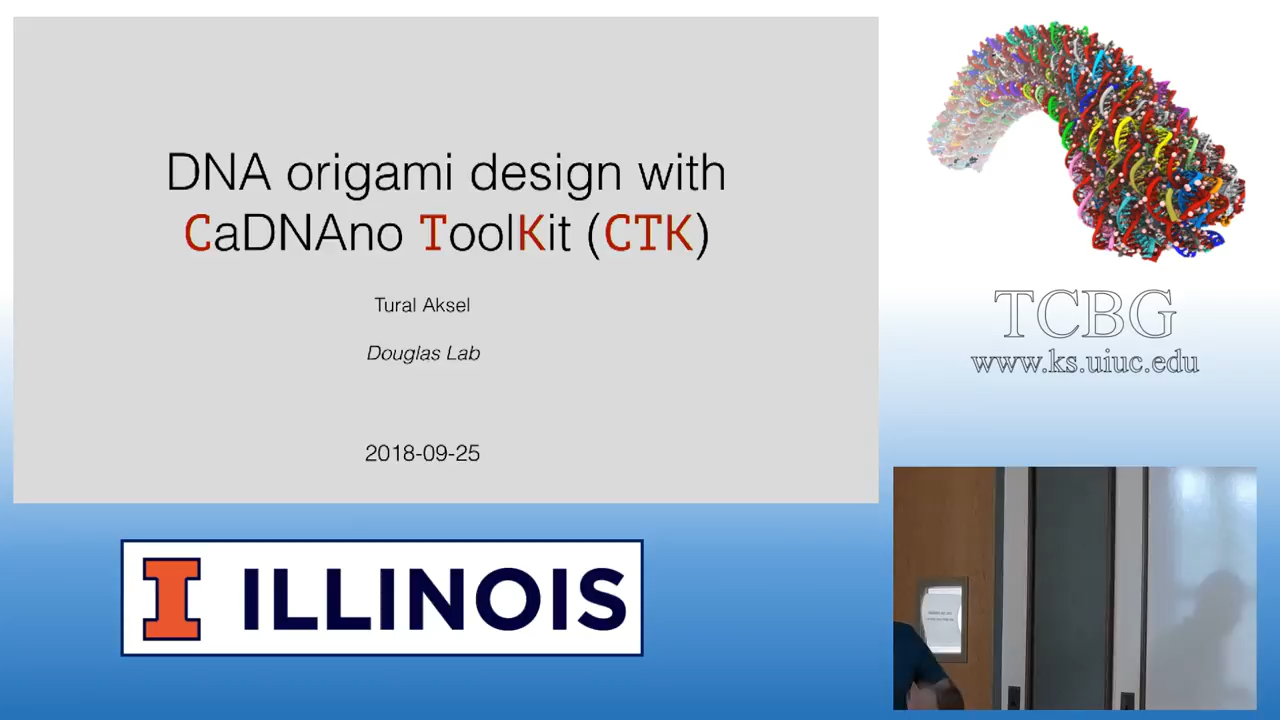 DNA origami design with
CaDNAno ToolKit (CTK)
Tural Aksel
Douglas Lab
2018-09-25
TCBG
www.ks.uiuc.edu
I ILLINOIS